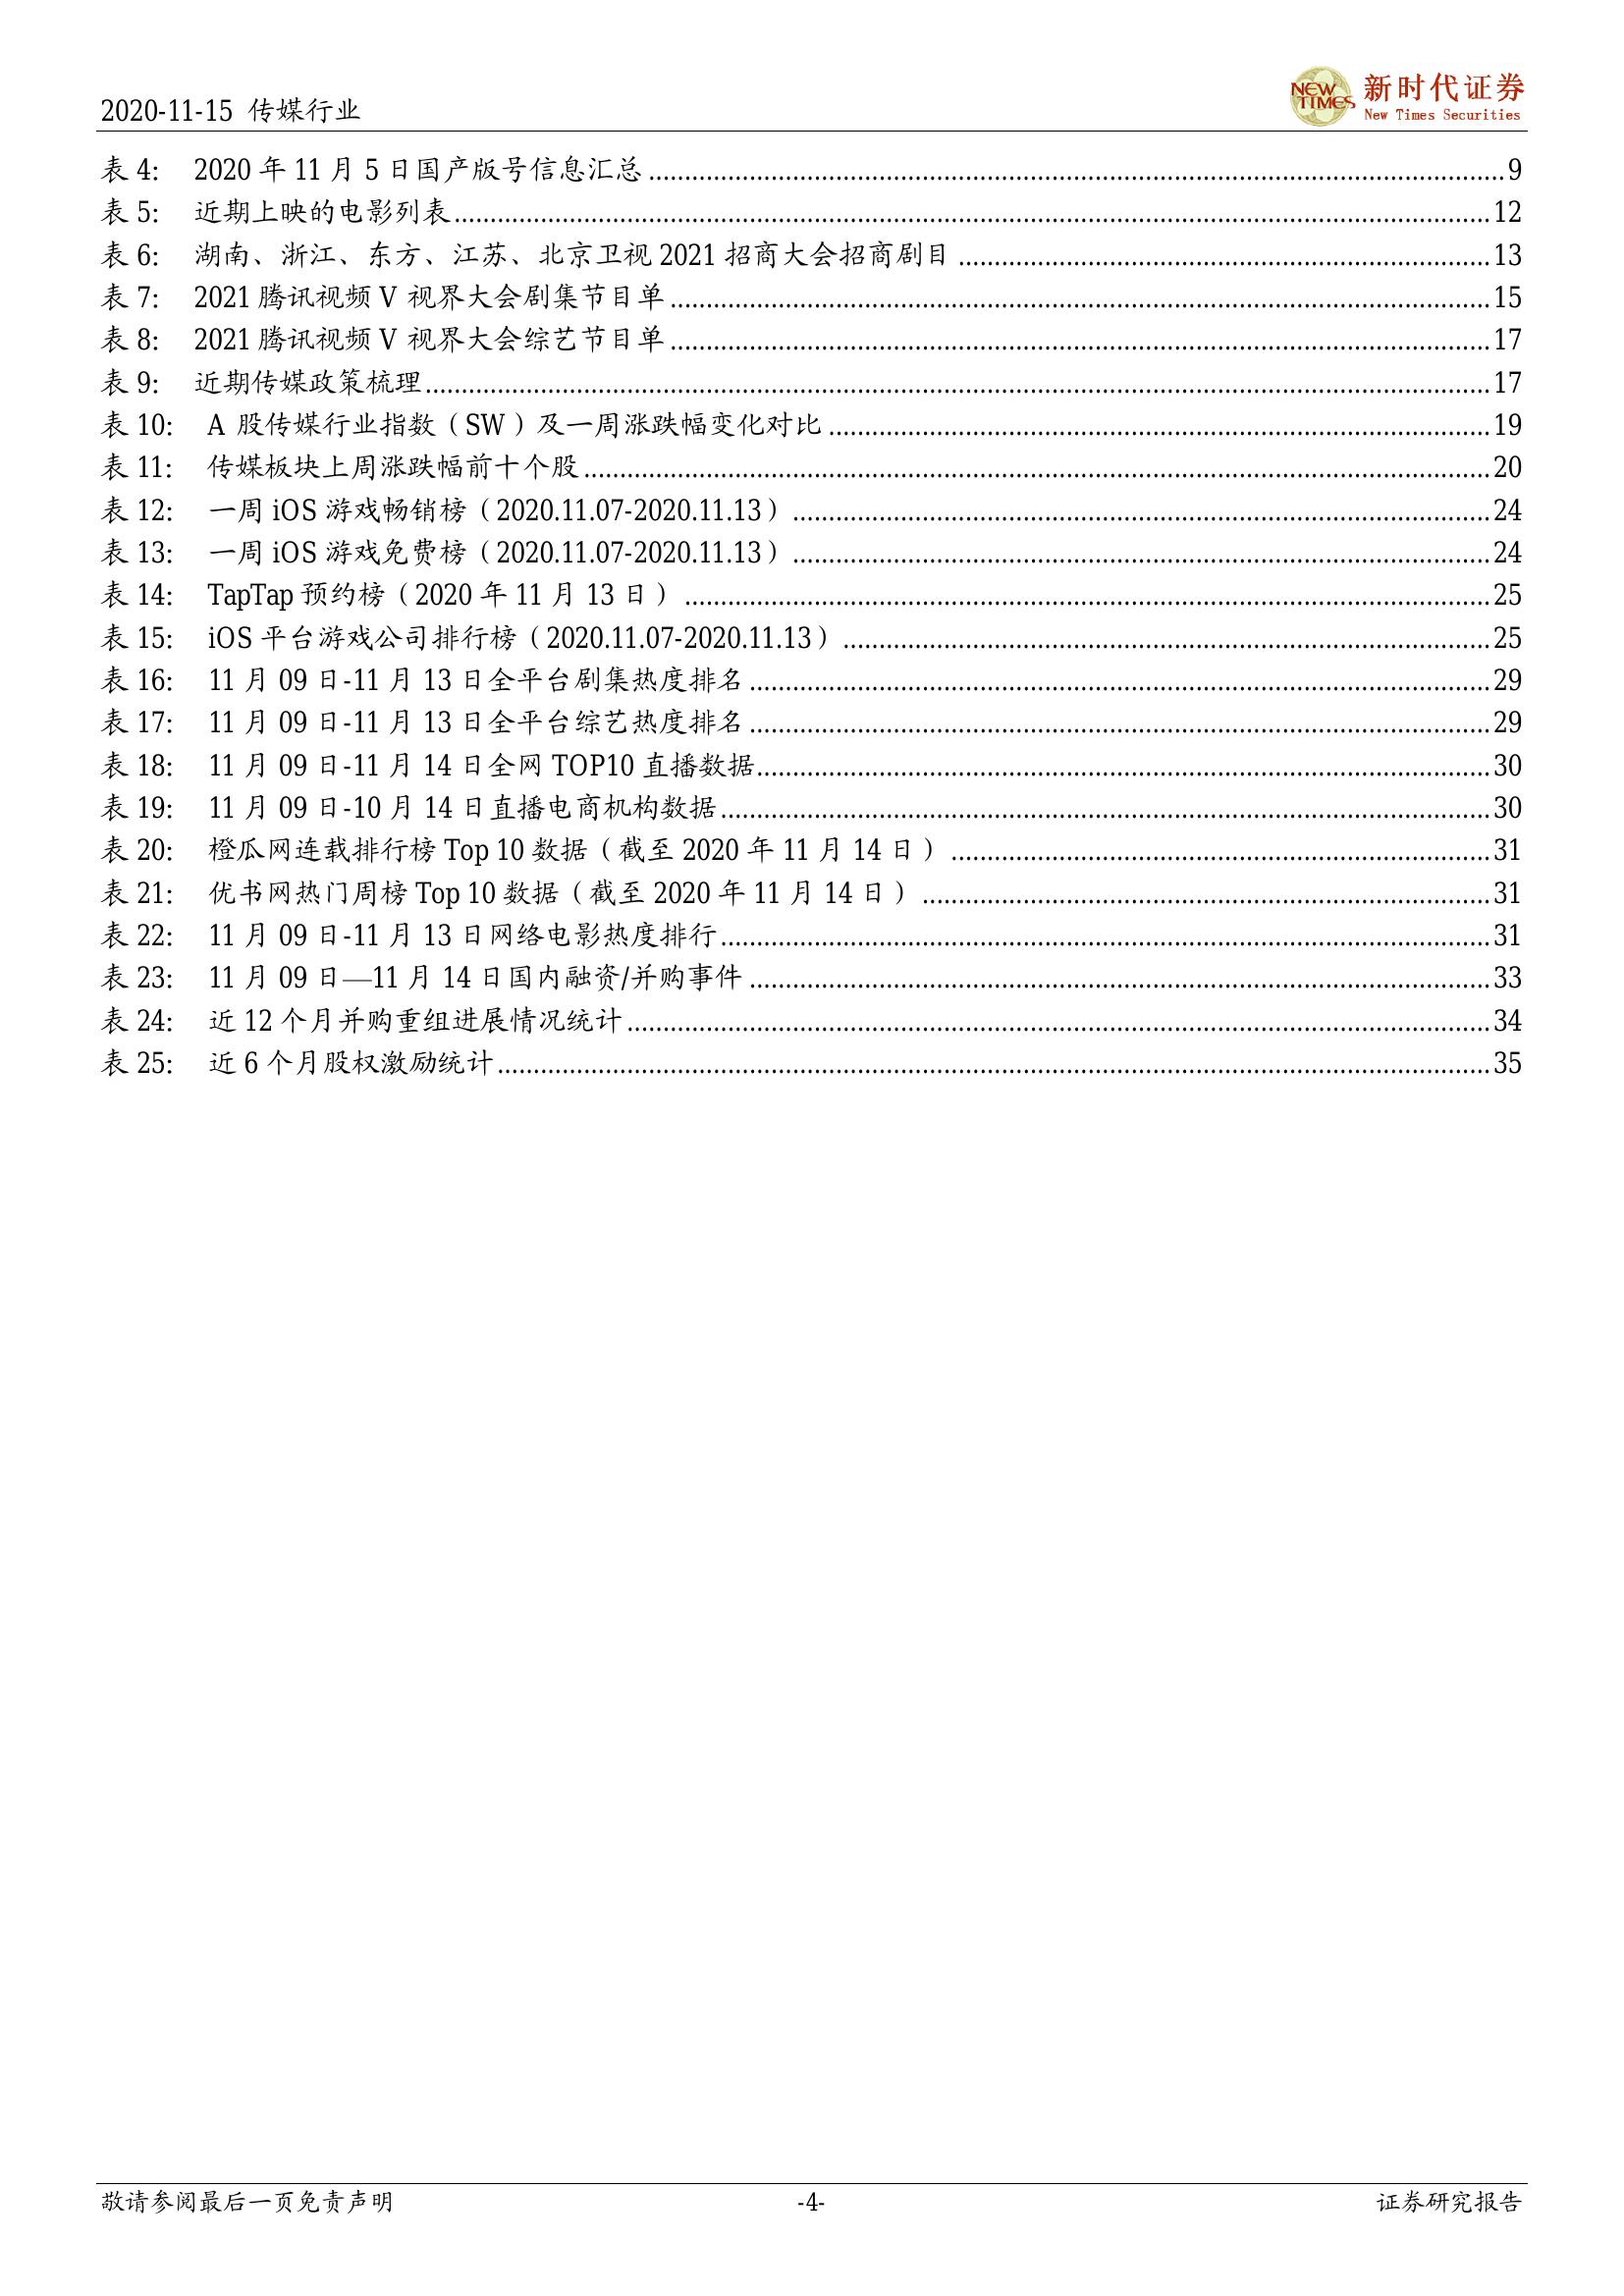 2020-11-15 传媒行业
NEW TIMES 新时代证券
New Times Securities
表 4: 2020 年 11 月 5 日国产版号信息汇总 ........ 9
表 5: 近期上映的电影列表 ........ 12
表 6: 湖南、浙江、东方、江苏、北京卫视 2021 招商大会招商剧目 ........ 13
表 7: 2021 腾讯视频 V 视界大会剧集节目单 ........ 15
表 8: 2021 腾讯视频 V 视界大会综艺节目单 ........ 17
表 9: 近期传媒政策梳理 ........ 17
表 10: A 股传媒行业指数（SW）及一周涨跌幅变化对比 ........ 19
表 11: 传媒板块上周涨跌幅前十个股 ........ 20
表 12: 一周 iOS 游戏畅销榜（2020.11.07-2020.11.13） ........ 24
表 13: 一周 iOS 游戏免费榜（2020.11.07-2020.11.13） ........ 24
表 14: TapTap 预约榜（2020 年 11 月 13 日） ........ 25
表 15: iOS 平台游戏公司排行榜（2020.11.07-2020.11.13） ........ 25
表 16: 11 月 09 日-11 月 13 日全平台剧集热度排名 ........ 29
表 17: 11 月 09 日-11 月 13 日全平台综艺热度排名 ........ 29
表 18: 11 月 09 日-11 月 14 日全网 TOP10 直播数据 ........ 30
表 19: 11 月 09 日-10 月 14 日直播电商机构数据 ........ 30
表 20: 橙瓜网连载排行榜 Top 10 数据（截至 2020 年 11 月 14 日） ........ 31
表 21: 优书网热门周榜 Top 10 数据（截至 2020 年 11 月 14 日） ........ 31
表 22: 11 月 09 日-11 月 13 日网络电影热度排行 ........ 31
表 23: 11 月 09 日—11 月 14 日国内融资/并购事件 ........ 33
表 24: 近 12 个月并购重组进展情况统计 ........ 34
表 25: 近 6 个月股权激励统计 ........ 35
敬请参阅最后一页免责声明 -4- 证券研究报告